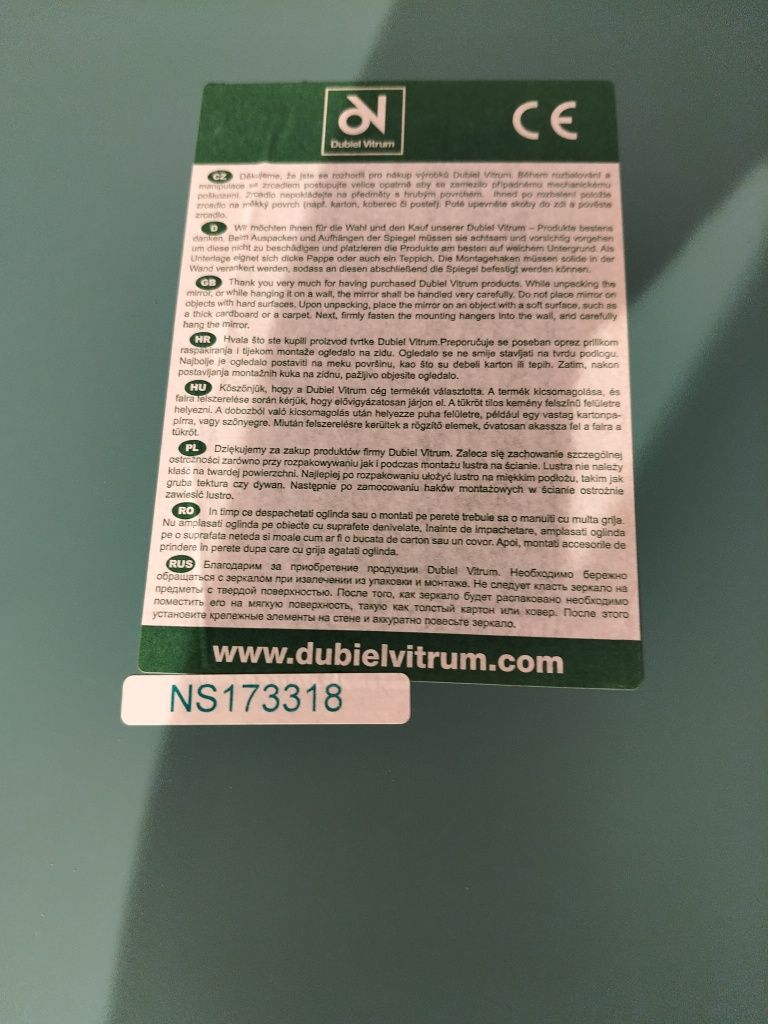 Dubiel Vitrum
CE
CZ Děkujeme, že jste se rozhodli pro nákup výrobků Dubiel Vitrum. Během rozbalování a
manipulace se zrcadlem postupujte velice opatrně aby se zamezilo případnému mechanickému
poškození. Zrcadlo nepokládejte na předměty s hrubým povrchem. Ihned po rozbalení položte
zrcadlo na měkký povrch (např. karton, koberec či postel). Poté upevněte skoby do zdi a pověste
zrcadlo.
D Wir möchten Ihnen für die Wahl und den Kauf unserer Dubiel Vitrum – Produkte bestens
danken. Beim Auspacken und Aufhängen der Spiegel müssen sie achtsam und vorsichtig vorgehen
um diese nicht zu beschädigen und platzieren die Produkte am besten auf weichem Untergrund. Als
Unterlage eignet sich dicke Pappe oder auch ein Teppich. Die Montagehaken müssen solide in der
Wand verankert werden, sodass an diesen abschließend die Spiegel befestigt werden können.
GB Thank you very much for having purchased Dubiel Vitrum products. While unpacking the
mirror, or while hanging it on a wall, the mirror shall be handled very carefully. Do not place mirror on
objects with hard surfaces. Upon unpacking, place the mirror on an object with a soft surface, such as
a thick cardboard or a carpet. Next, firmly fasten the mounting hangers into the wall, and carefully
hang the mirror.
HR Hvala što ste kupili proizvod tvrtke Dubiel Vitrum.Preporučuje se poseban oprez prilikom
raspakiranja i tijekom montaže ogledalo na zidu. Ogledalo se ne smije stavljati na tvrdu podlogu.
Najbolje je ogledalo postaviti na meku površinu, kao što su debeli karton ili tepih. Zatim, nakon
postavljanja montažnih kuka na zidnu, pažljivo objesite ogledalo.
HU Köszönjük, hogy a Dubiel Vitrum cég termékét választotta. A termék kicsomagolása, és
falra felszerelése során kérjük, hogy elővigyázatosan járjon el. A tükröt tilos kemény felszínű felületre
helyezni. A dobozból való kicsomagolás után helyezze puha felületre, például egy vastag kartonpa-
pírra, vagy szőnyegre. Miután felszerelésre kerültek a rögzítő elemek, óvatosan akassza fel a falra a
tükröt.
PL Dziękujemy za zakup produktów firmy Dubiel Vitrum. Zaleca się zachowanie szczególnej
ostrożności zarówno przy rozpakowywaniu jak i podczas montażu lustra na ścianie. Lustra nie należy
kłaść na twardej powierzchni. Najlepiej po rozpakowaniu ułożyć lustro na miękkim podłożu, takim jak
gruba tektura czy dywan. Następnie po zamocowaniu haków montażowych w ścianie ostrożnie
zawiesić lustro.
RO In timp ce despachetati oglinda sau o montati pe perete trebuie sa o manuiti cu multa grija.
Nu amplasati oglinda pe obiecte cu suprafete denivelate, Inainte de impachetare, amplasati oglinda
pe o suprafata neteda si moale cum ar fi o bucata de carton sau un covor. Apoi, montati accesorile de
prindere in perete dupa care cu grija agatati oglinda.
RUS Благодарим за приобретение продукции Dubiel Vitrum. Необходимо бережно
обращаться с зеркалом при извлечении из упаковки и монтаже. Не следует класть зеркало на
предметы с твердой поверхностью. После того, как зеркало будет распаковано необходимо
поместить его на мягкую поверхность, такую как толстый картон или ковер. После этого
установите крепежные элементы на стене и аккуратно повесьте зеркало.
www.dubielvitrum.com
NS173318